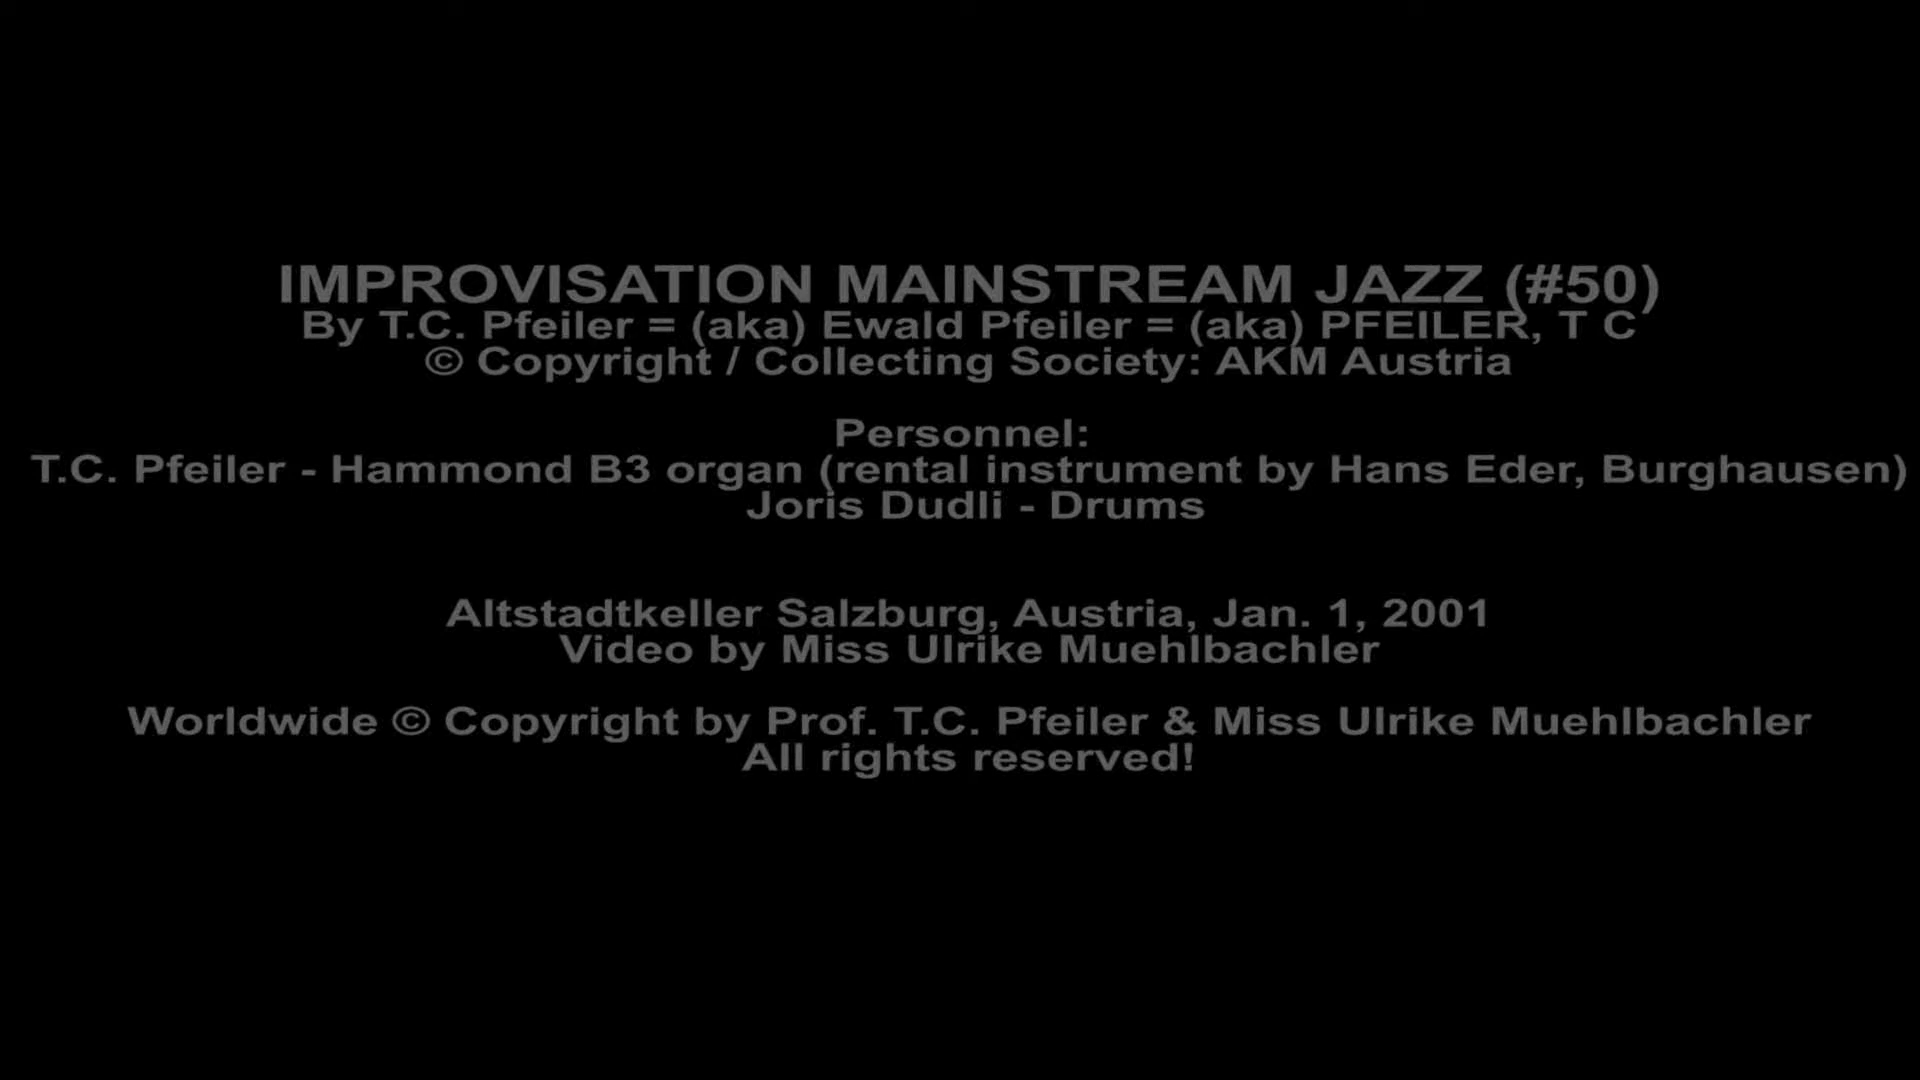 IMPROVISATION MAINSTREAM JAZZ (#50)
By T.C. Pfeiler = (aka) Ewald Pfeiler = (aka) PFEILER, T C
© Copyright / Collecting Society: AKM Austria
Personnel:
T.C. Pfeiler - Hammond B3 organ (rental instrument by Hans Eder, Burghausen)
Joris Dudli - Drums
Altstadtkeller Salzburg, Austria, Jan. 1, 2001
Video by Miss Ulrike Muehlbachler
Worldwide © Copyright by Prof. T.C. Pfeiler & Miss Ulrike Muehlbachler
All rights reserved!